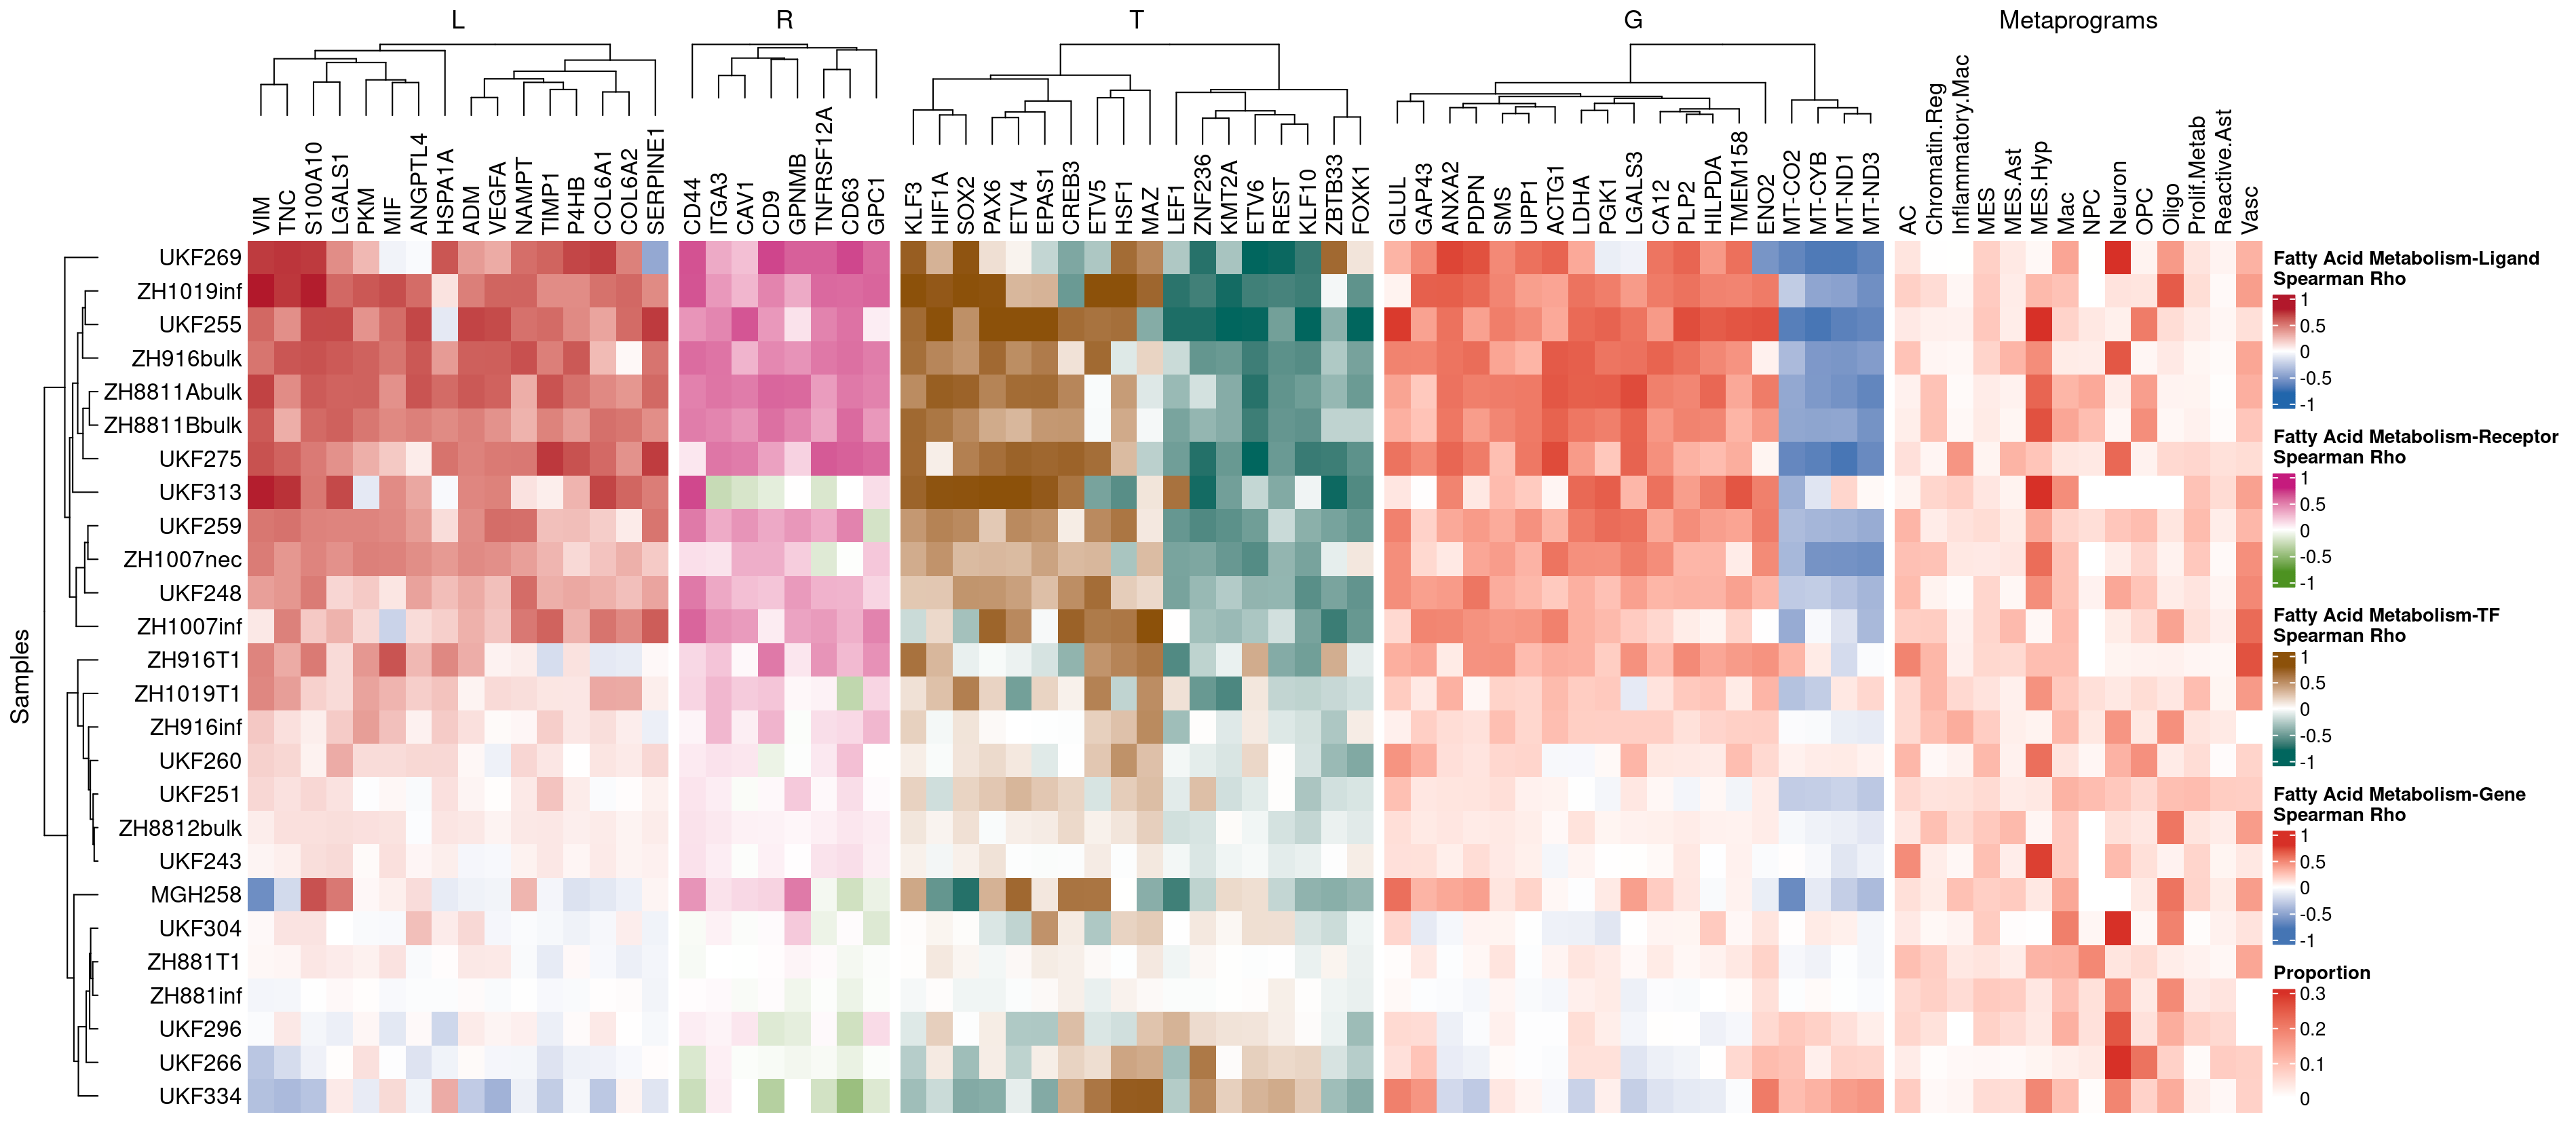 L R T G Metaprograms
VIM TNC S100A10 LGALS1 PKM MIF ANGPTL4 HSPA1A ADM VEGFA NAMPT TIMP1 P4HB COL6A1 COL6A2 SERPINE1
CD44 ITGA3 CAV1 CD9 GPNMB TNFRSF12A CD63 GPC1
KLF3 HIF1A SOX2 PAX6 ETV4 EPAS1 CREB3 ETV5 HSF1 MAZ LEF1 ZNF236 KMT2A ETV6 REST KLF10 ZBTB33 FOXK1
GLUL GAP43 ANXA2 PDPN SMS UPP1 ACTG1 LDHA PGK1 LGALS3 CA12 PLP2 HILPDA TMEM158 ENO2 MT-CO2 MT-CYB MT-ND1 MT-ND3
AC Chromatin.Reg Inflammatory.Mac MES MES.Ast MES.Hyp Mac NPC Neuron OPC Oligo Prolif.Metab Reactive.Ast Vasc
Samples
UKF269
ZH1019inf
UKF255
ZH916bulk
ZH8811Abulk
ZH8811Bbulk
UKF275
UKF313
UKF259
ZH1007nec
UKF248
ZH1007inf
ZH916T1
ZH1019T1
ZH916inf
UKF260
UKF251
ZH8812bulk
UKF243
MGH258
UKF304
ZH881T1
ZH881inf
UKF296
UKF266
UKF334
Fatty Acid Metabolism-Ligand
Spearman Rho
1
0.5
0
-0.5
-1
Fatty Acid Metabolism-Receptor
Spearman Rho
1
0.5
0
-0.5
-1
Fatty Acid Metabolism-TF
Spearman Rho
1
0.5
0
-0.5
-1
Fatty Acid Metabolism-Gene
Spearman Rho
1
0.5
0
-0.5
-1
Proportion
0.3
0.2
0.1
0